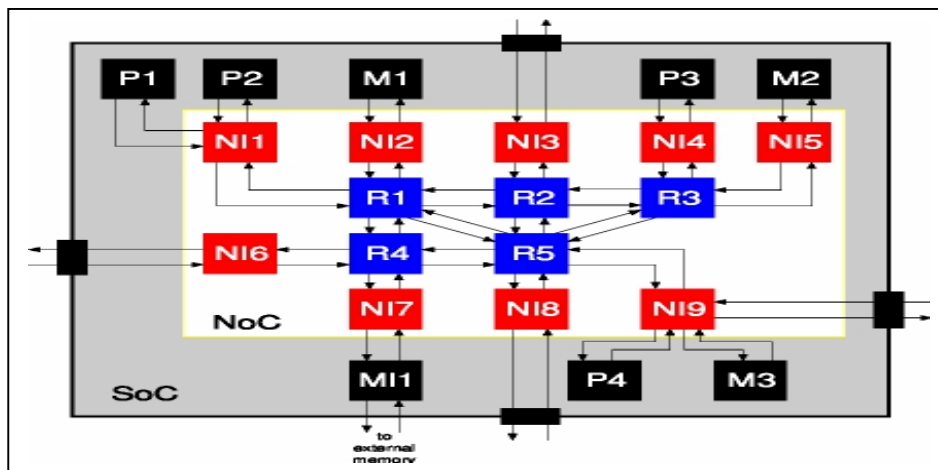 P1 P2 M1 P3 M2
NI1 NI2 NI3 NI4 NI5
R1 R2 R3
NI6 R4 R5
NI7 NI8 NI9
NoC
MI1 P4 M3
SoC
to
external
memory